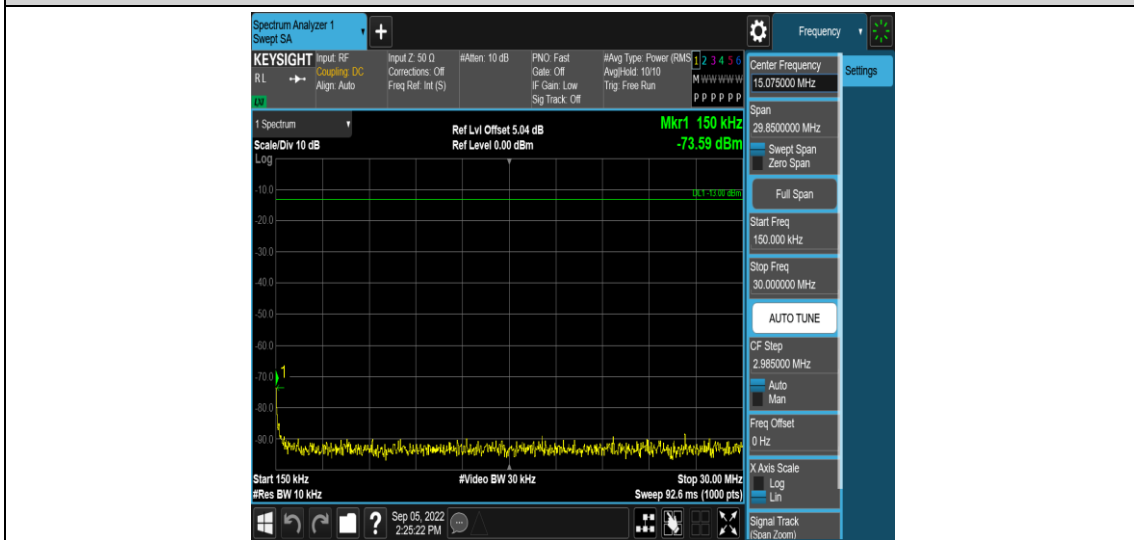 Spectrum Analyzer 1
Swept SA
+
Frequency
KEYSIGHT
RL
Input: RF
Coupling: DC
Align: Auto
Input Z: 50 Ω
Corrections: Off
Freq Ref: Int (S)
#Atten: 10 dB
PNO: Fast
Gate: Off
IF Gain: Low
Sig Track: Off
#Avg Type: Power (RMS
Avg|Hold: 10/10
Trig: Free Run
1 2 3 4 5 6
M W W W W W
P P P P P P
1 Spectrum
Scale/Div 10 dB
Ref Lvl Offset 5.04 dB
Ref Level 0.00 dBm
Mkr1 150 kHz
-73.59 dBm
Log
DL1 -13.00 dBm
-10.0
-20.0
-30.0
-40.0
-50.0
-60.0
-70.0
1
-80.0
-90.0
Start 150 kHz
#Video BW 30 kHz
Stop 30.00 MHz
#Res BW 10 kHz
Sweep 92.6 ms (1000 pts)
?
Sep 05, 2022
2:25:22 PM
Center Frequency
15.075000 MHz
Settings
Span
29.8500000 MHz
Swept Span
Zero Span
Full Span
Start Freq
150.000 kHz
Stop Freq
30.000000 MHz
AUTO TUNE
CF Step
2.985000 MHz
Auto
Man
Freq Offset
0 Hz
X Axis Scale
Log
Lin
Signal Track
(Span Zoom)